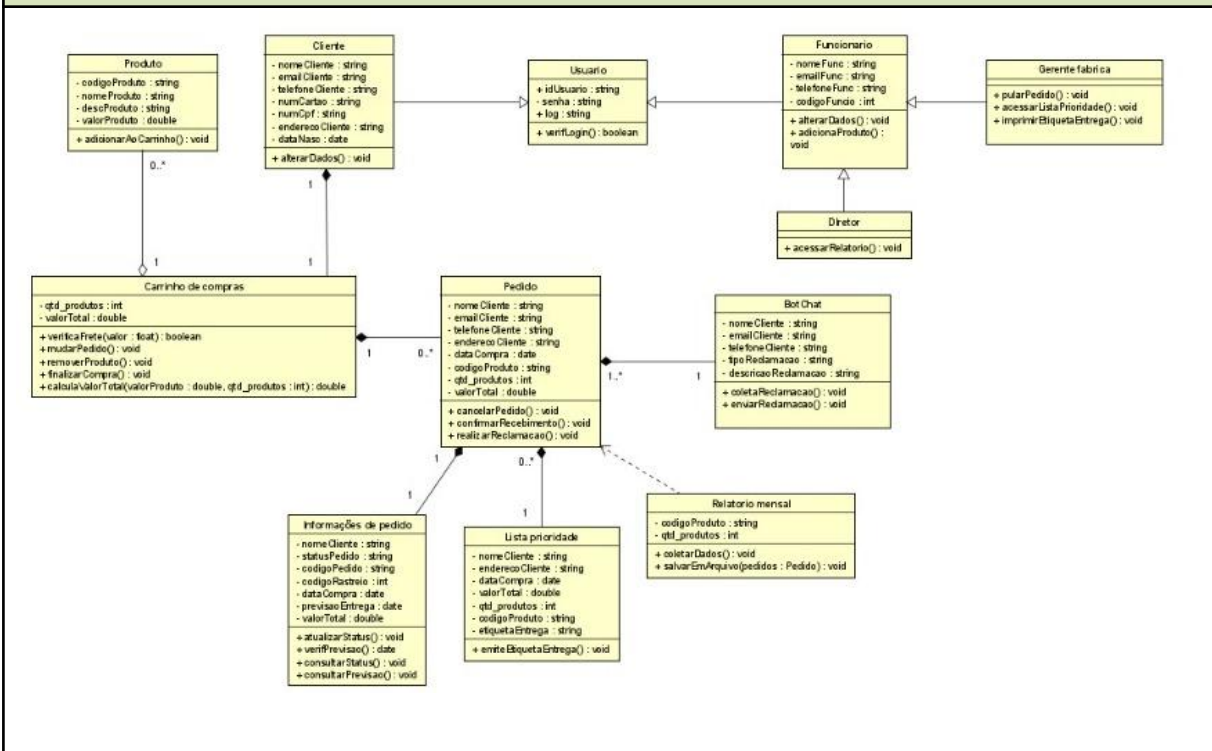 Produto
- codigoProduto : string
- nomeProduto : string
- descProduto : string
- valorProduto : double
+ adicionarAoCarrinho() : void
0..*
1
Cliente
- nomeCliente : string
- emailCliente : string
- telefoneCliente : string
- numCartao : string
- numCpf : string
- enderecoCliente : string
- dataNasc : date
+ alterarDados() : void
1
1
Usuario
+ idUsuario : string
- senha : string
+ log : string
+ verifLogin() : boolean
Funcionario
- nomeFunc : string
- emailFunc : string
- telefoneFunc : string
- codigoFuncio : int
+ alterarDados() : void
+ adicionaProduto() :
void
Gerente fabrica
+ pularPedido() : void
+ acessarListaPrioridade() : void
+ imprimirEtiquetaEntrega() : void
Diretor
+ acessarRelatorio() : void
Carrinho de compras
- qtd_produtos : int
- valorTotal : double
+ verificaFrete(valor : float) : boolean
+ mudarPedido() : void
+ removerProduto() : void
+ finalizarCompra() : void
+ calculaValorTotal(valorProduto : double, qtd_produtos : int) : double
1
0..*
Pedido
- nomeCliente : string
- emailCliente : string
- telefoneCliente : string
- enderecoCliente : string
- dataCompra : date
- codigoProduto : string
- qtd_produtos : int
- valorTotal : double
+ cancelarPedido() : void
+ confirmarRecebimento() : void
+ realizarReclamacao() : void
1..*
1
Bot Chat
- nomeCliente : string
- emailCliente : string
- telefoneCliente : string
- tipoReclamacao : string
- descricaoReclamacao : string
+ coletaReclamacao() : void
+ enviarReclamacao() : void
1
1
0..*
1
Informações de pedido
- nomeCliente : string
- statusPedido : string
- codigoPedido : string
- codigoRastreio : int
- dataCompra : date
- previsaoEntrega : date
- valorTotal : double
+ atualizarStatus() : void
+ verifPrevisao() : date
+ consultarStatus() : void
+ consultarPrevisao() : void
Lista prioridade
- nomeCliente : string
- enderecoCliente : string
- dataCompra : date
- valorTotal : double
- qtd_produtos : int
- codigoProduto : string
- etiquetaEntrega : string
+ emiteEtiquetaEntrega() : void
Relatorio mensal
- codigoProduto : string
- qtd_produtos : int
+ coletarDados() : void
+ salvarEmArquivo(pedidos : Pedido) : void